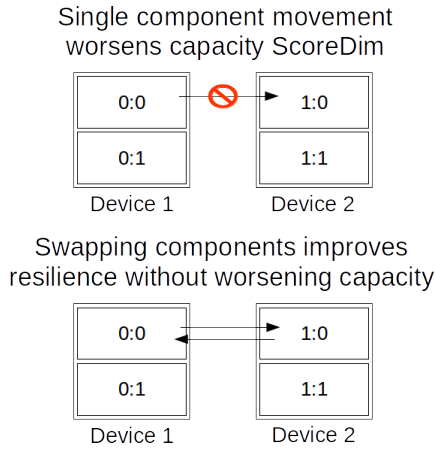 Single component movement
worsens capacity ScoreDim
0:0 1:0
0:1 1:1
Device 1 Device 2
Swapping components improves
resilience without worsening capacity
0:0 1:0
0:1 1:1
Device 1 Device 2